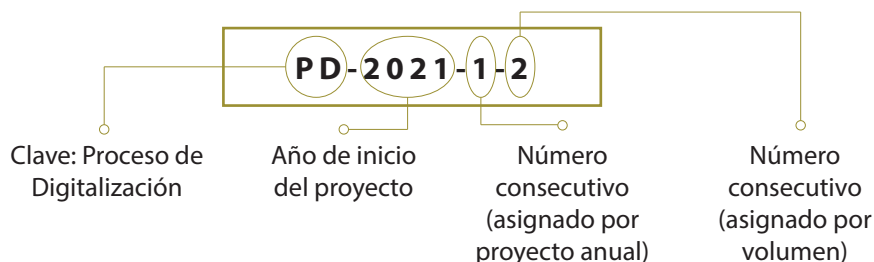 PD-2021-1-2
Clave: Proceso de
Digitalización
Año de inicio
del proyecto
Número
consecutivo
(asignado por
proyecto anual)
Número
consecutivo
(asignado por
volumen)